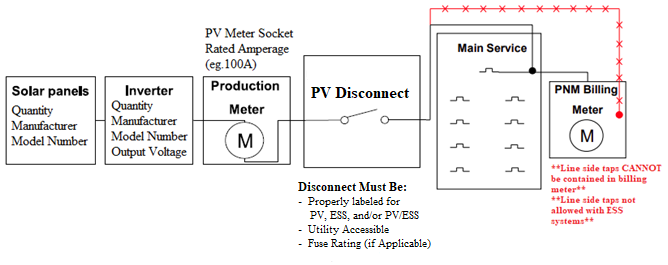 PV Meter Socket
Rated Amperage
(eg.100A)
Solar panels
Quantity
Manufacturer
Model Number
Inverter
Quantity
Manufacturer
Model Number
Output Voltage
Production
Meter
M
PV Disconnect
Disconnect Must Be:
- Properly labeled for
PV, ESS, and/or PV/ESS
- Utility Accessible
- Fuse Rating (if Applicable)
Main Service
PNM Billing
Meter
M
**Line side taps CANNOT
be contained in billing
meter**
**Line side taps not
allowed with ESS
systems**